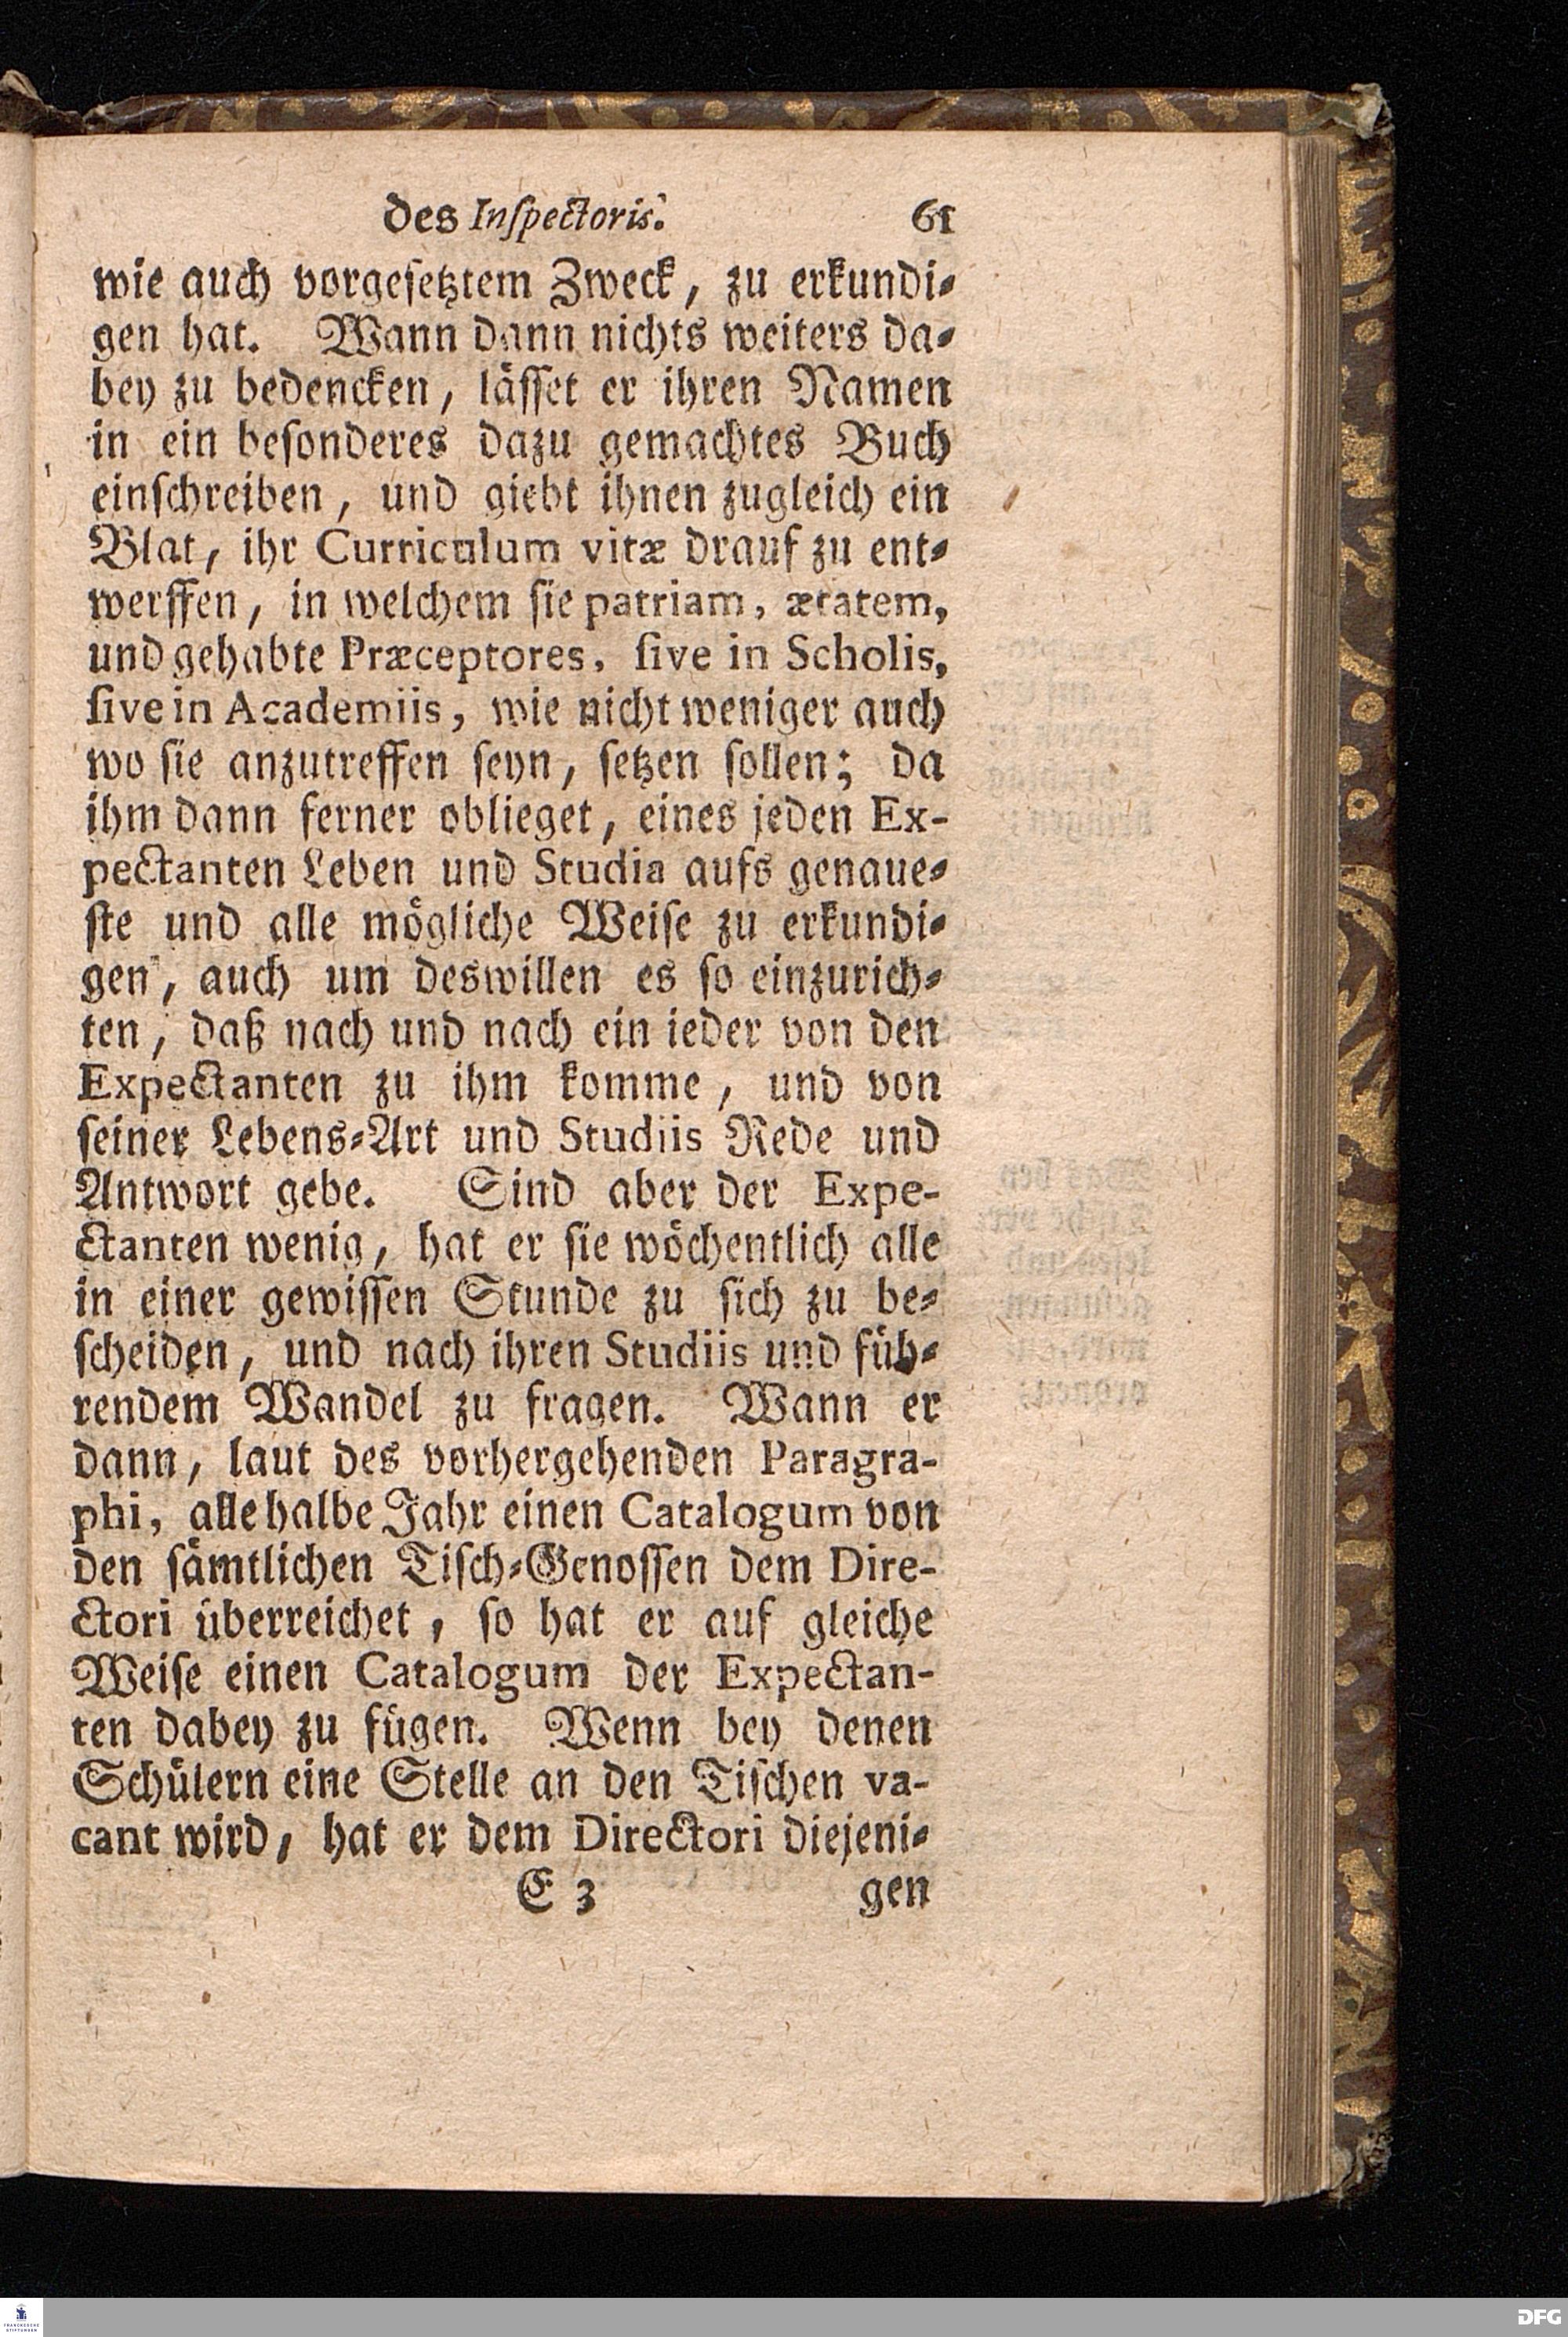 des Inſpectoris. 61
wie auch vorgeſetztem Zweck, zu erkundi⸗
gen hat. Wann dann nichts weiters da⸗
bey zu bedencken, läſſet er ihren Namen
in ein beſonderes dazu gemachtes Buch
einſchreiben, und giebt ihnen zugleich ein
Blat, ihr Curriculum vitæ drauf zu ent⸗
werffen, in welchem ſie patriam, ætatem,
und gehabte Præceptores, ſive in Scholis,
ſive in Academiis, wie nicht weniger auch
wo ſie anzutreffen ſeyn, ſetzen ſollen; da
ihm dann ferner oblieget, eines jeden Ex-
pectanten Leben und Studia aufs genaue⸗
ſte und alle mögliche Weiſe zu erkundi⸗
gen, auch um deswillen es ſo einzurich⸗
ten, daß nach und nach ein ieder von den
Expectanten zu ihm komme, und von
ſeiner Lebens⸗Art und Studiis Rede und
Antwort gebe. Sind aber der Expe-
ctanten wenig, hat er ſie wöchentlich alle
in einer gewiſſen Stunde zu ſich zu be⸗
ſcheiden, und nach ihren Studiis und füh⸗
rendem Wandel zu fragen. Wann er
dann, laut des vorhergehenden Paragra-
phi, alle halbe Jahr einen Catalogum von
den ſämtlichen Tiſch⸗Genoſſen dem Dire-
ctori überreichet, ſo hat er auf gleiche
Weiſe einen Catalogum der Expectan-
ten dabey zu fügen. Wenn bey denen
Schülern eine Stelle an den Tiſchen va-
cant wird, hat er dem Directori diejeni⸗
E 3 gen
FRANCKESCHE
STIFTUNGEN
DFG